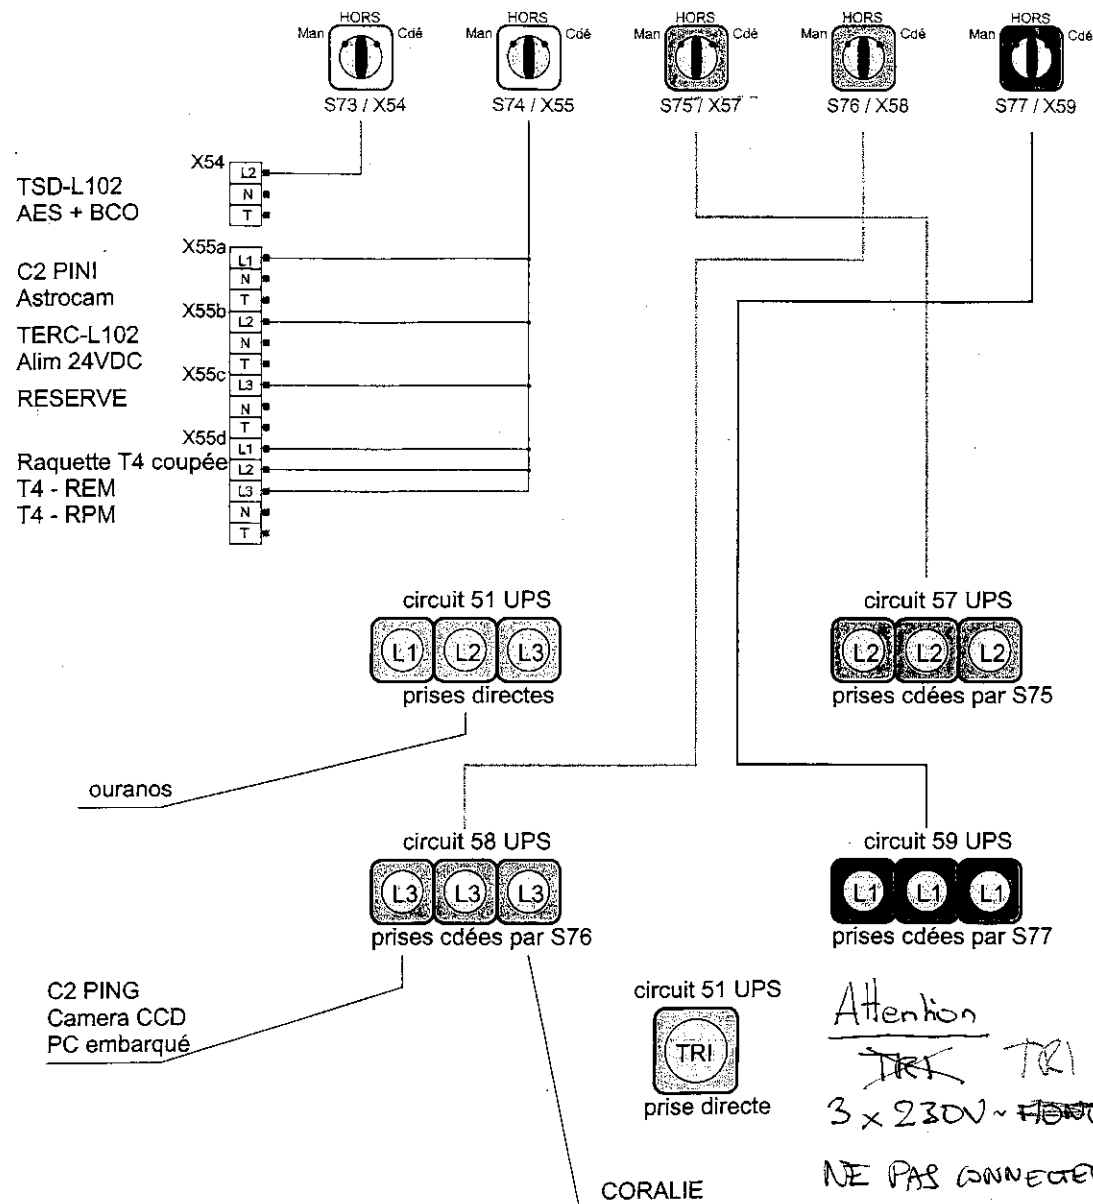 HORS HORS HORS HORS HORS
Man Cdé Man Cdé Man Cdé Man Cdé Man Cdé
S73 / X54 S74 / X55 S75 / X57 S76 / X58 S77 / X59
X54
L2
TSD-L102
N
AES + BCO
T
X55a
L1
C2 PINI
N
Astrocam
T
X55b
L2
TERC-L102
N
Alim 24VDC
T
X55c
L3
RESERVE
N
T
X55d
L1
Raquette T4 coupée
L2
T4 - REM
L3
T4 - RPM
N
T
circuit 51 UPS
L1 L2 L3
prises directes
circuit 57 UPS
L2 L2 L2
prises cdées par S75
ouranos
circuit 58 UPS
L3 L3 L3
prises cdées par S76
circuit 59 UPS
L1 L1 L1
prises cdées par S77
C2 PING
Camera CCD
PC embarqué
circuit 51 UPS
TRI
prise directe
Attention
TRI TRI
3 x 230V ~
NE PAS CONNECTER
CORALIE